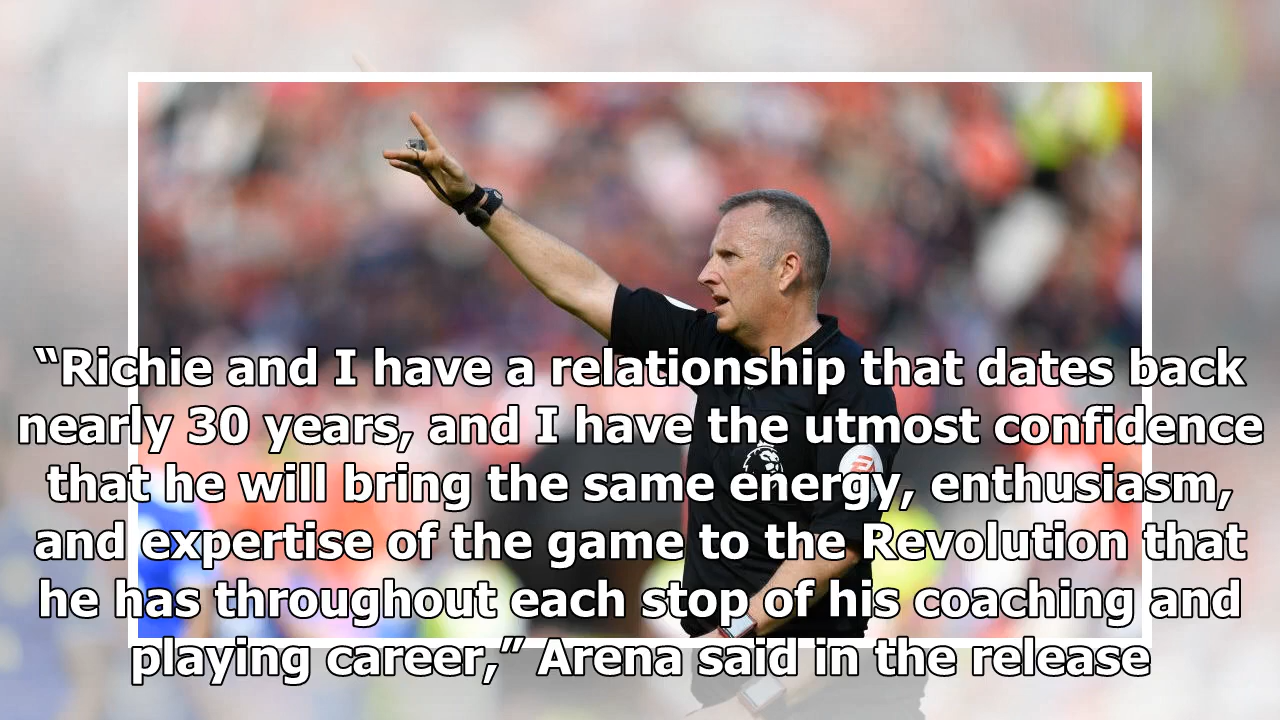 “Richie and I have a relationship that dates back
nearly 30 years, and I have the utmost confidence
that he will bring the same energy, enthusiasm,
and expertise of the game to the Revolution that
he has throughout each stop of his coaching and
playing career,” Arena said in the release